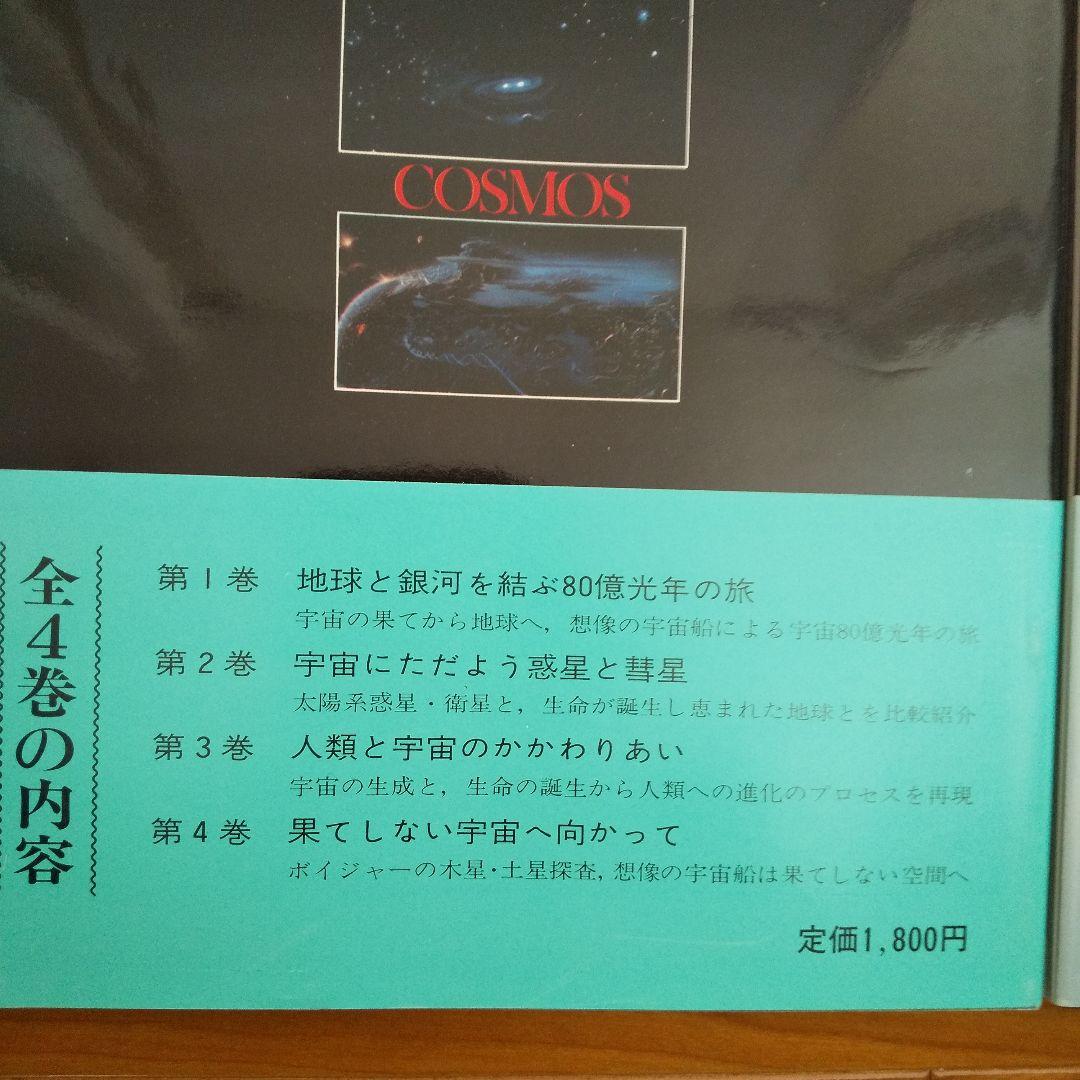 COSMOS
全4巻の内容
第1巻 地球と銀河を結ぶ80億光年の旅
宇宙の果てから地球へ，想像の宇宙船による宇宙80億光年の旅
第2巻 宇宙にただよう惑星と彗星
太陽系惑星・衛星と，生命が誕生し恵まれた地球とを比較紹介
第3巻 人類と宇宙のかかわりあい
宇宙の生成と，生命の誕生から人類への進化のプロセスを再現
第4巻 果てしない宇宙へ向かって
ボイジャーの木星・土星探査，想像の宇宙船は果てしない空間へ
定価1,800円